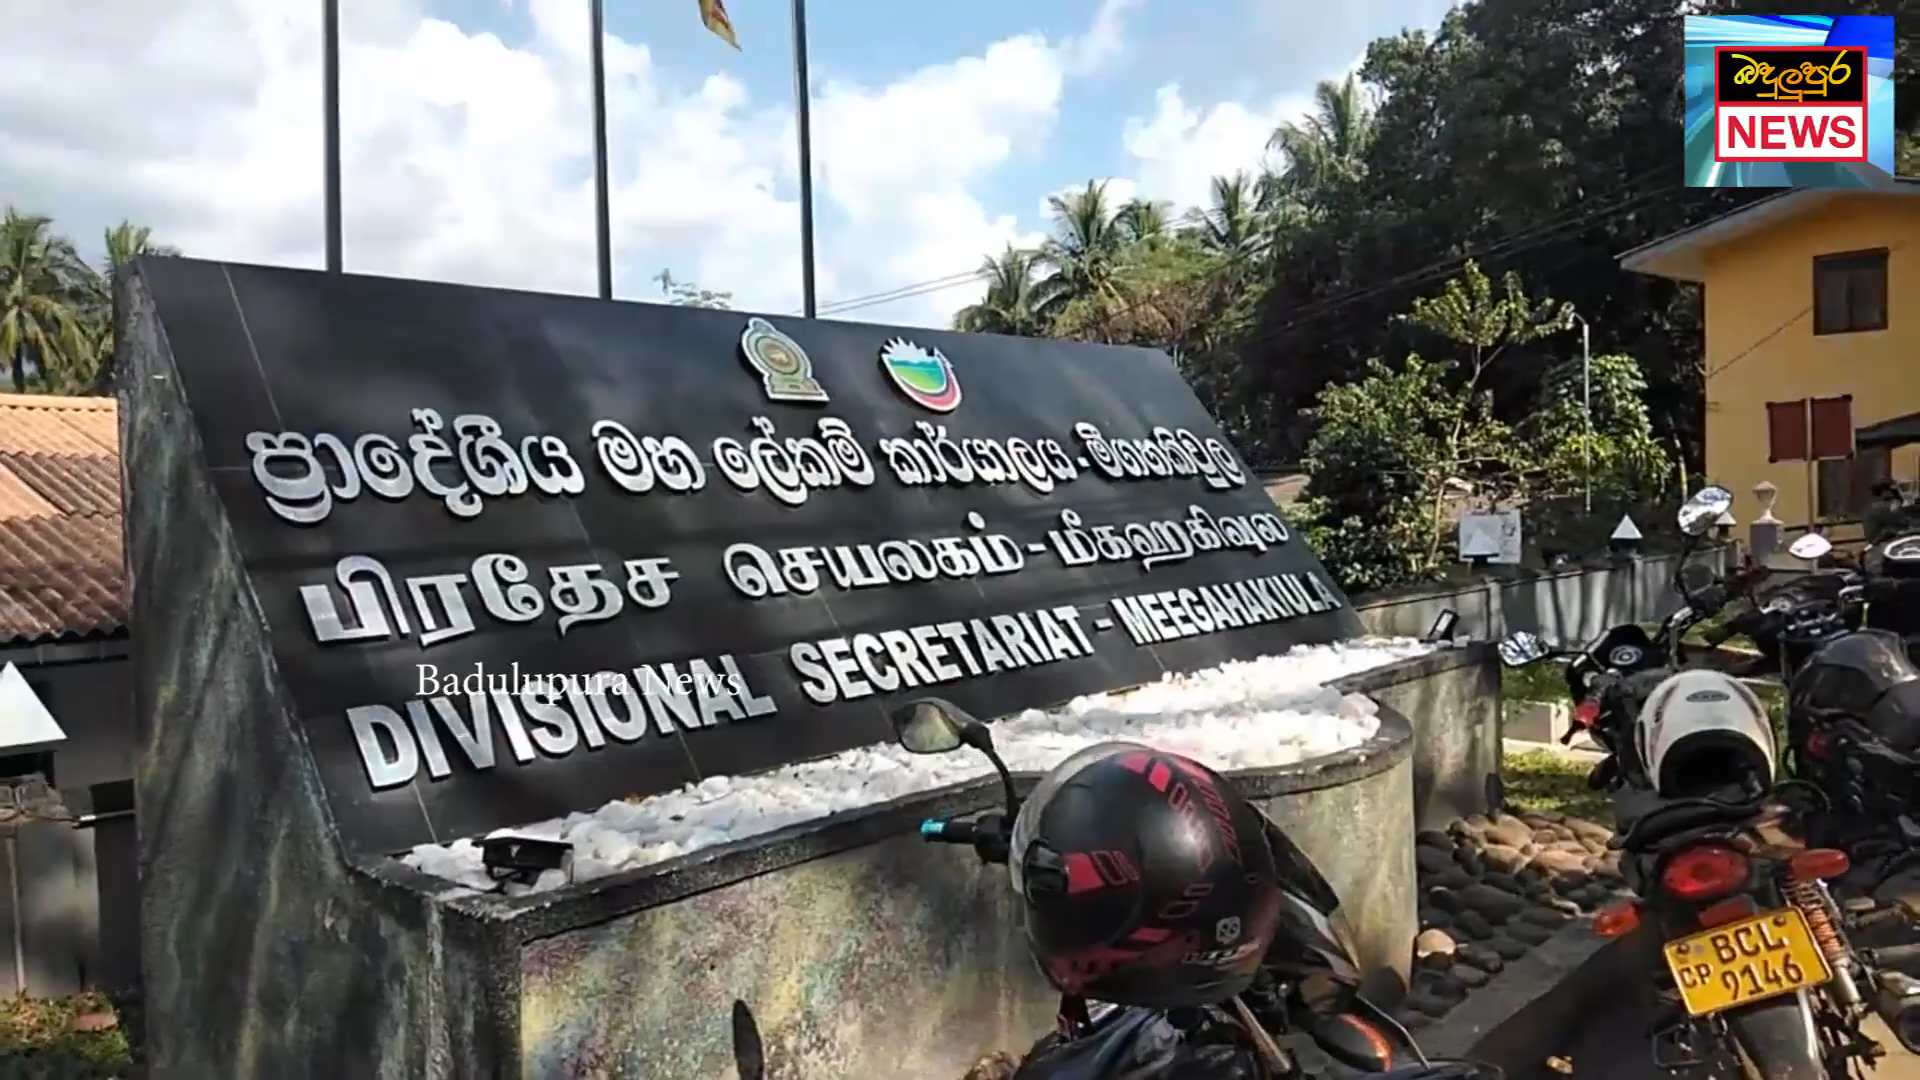 බදුලුපුර
NEWS
ප්‍රාදේශීය මහ ලේකම් කාර්යාලය - මීගහකිවුල
பிரதேச செயலகம் - மீகஹகிவுல
DIVISIONAL SECRETARIAT - MEEGAHAKIULA
Badulupura News
BCL
CP 9146